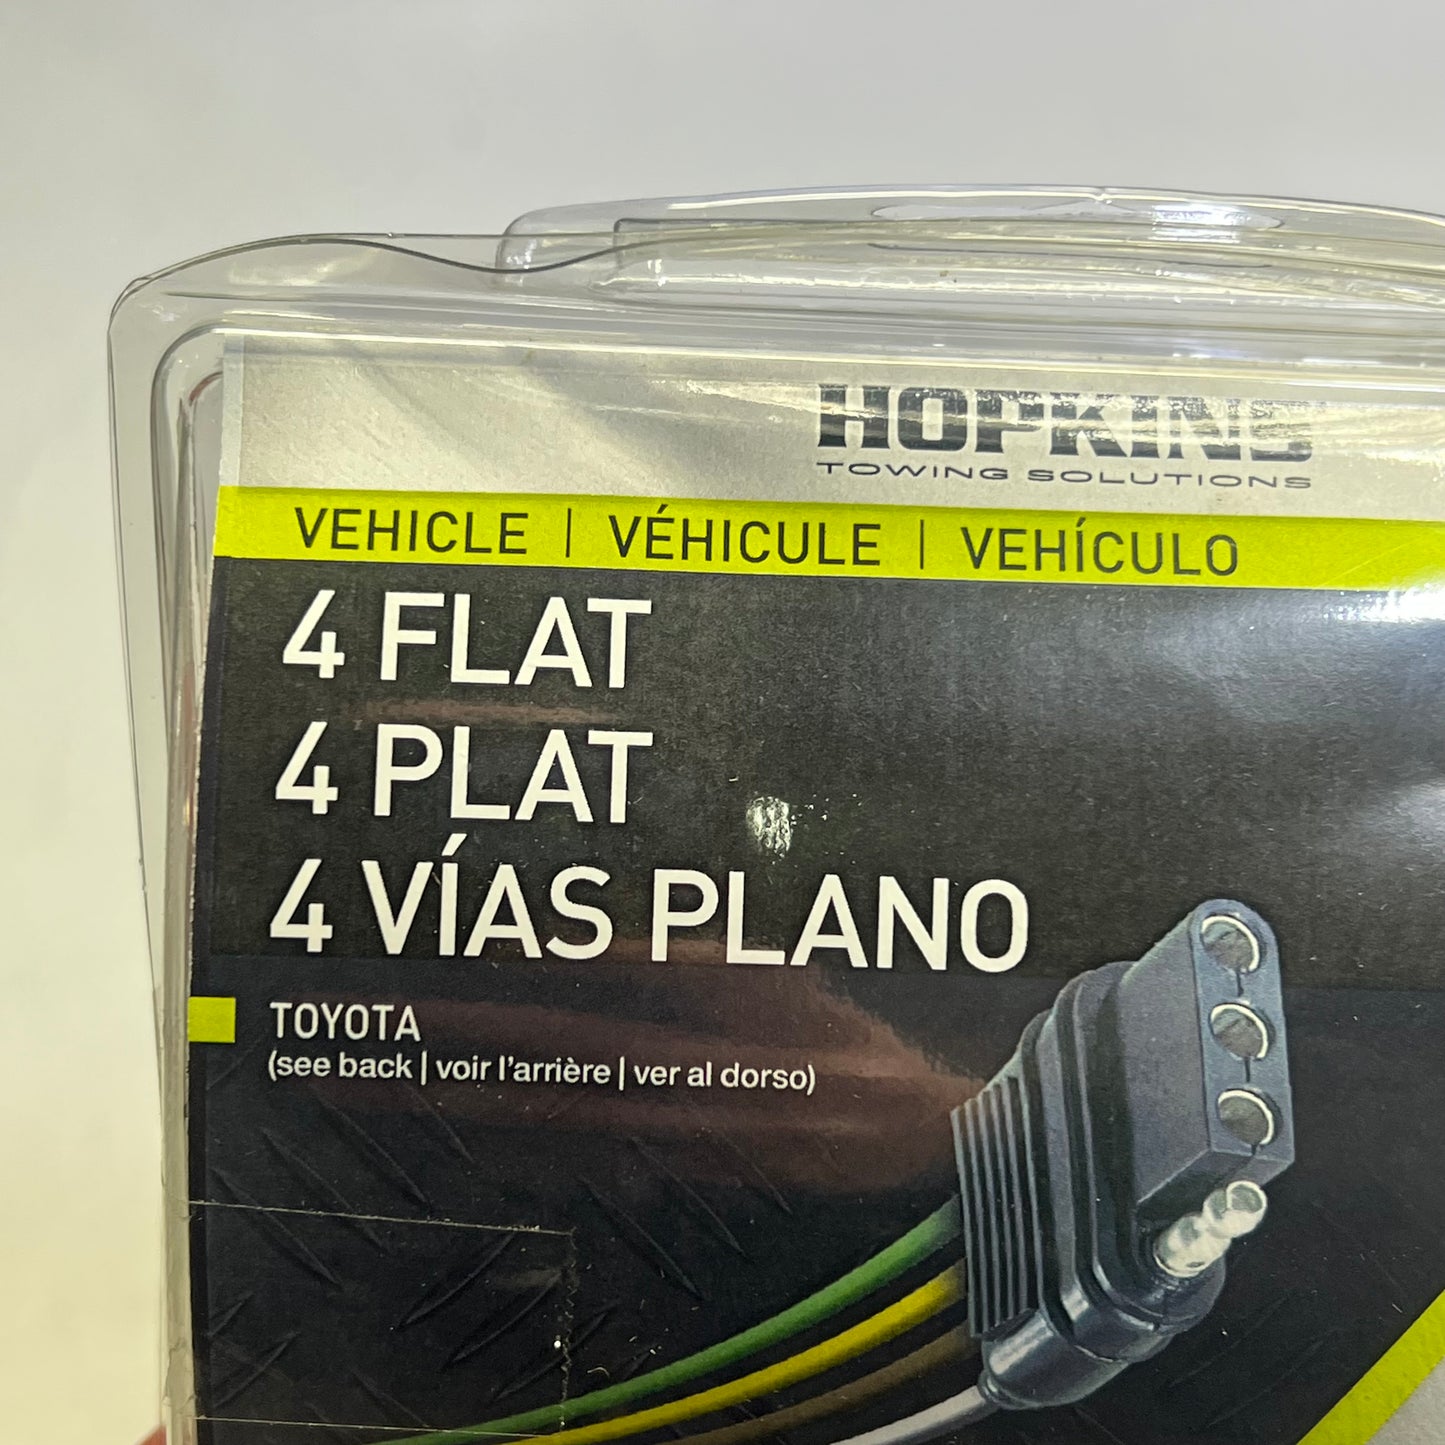 HOPKINS
TOWING SOLUTIONS
VEHICLE | VÉHICULE | VEHÍCULO
4 FLAT
4 PLAT
4 VÍAS PLANO
TOYOTA
(see back | voir l'arrière | ver al dorso)